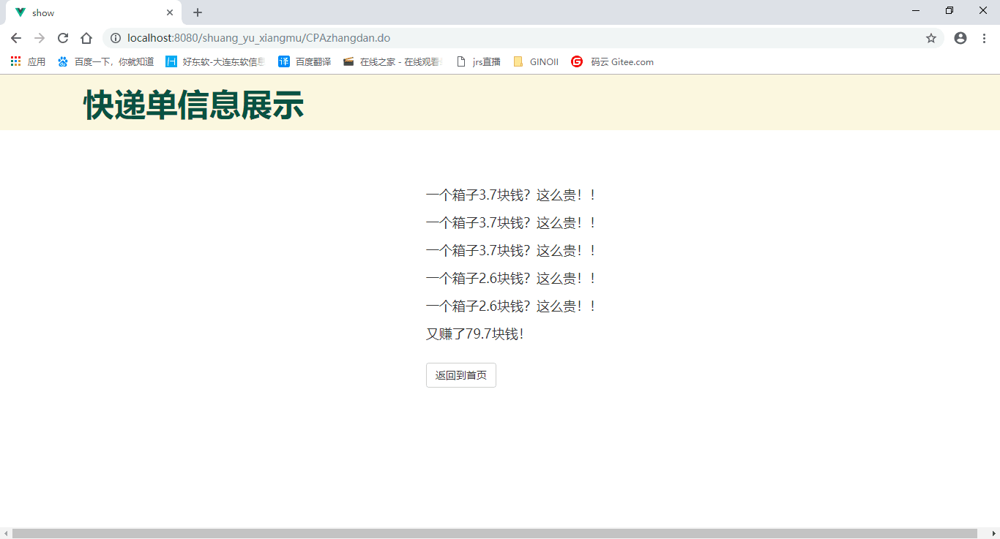 show
localhost:8080/shuang_yu_xiangmu/CPAzhangdan.do
应用
百度一下，你就知道
好东软-大连东软信息
译
百度翻译
在线之家 - 在线观看
jrs直播
GINOII
G
码云 Gitee.com
快递单信息展示
一个箱子3.7块钱？这么贵！！
一个箱子3.7块钱？这么贵！！
一个箱子3.7块钱？这么贵！！
一个箱子2.6块钱？这么贵！！
一个箱子2.6块钱？这么贵！！
又赚了79.7块钱！
返回到首页